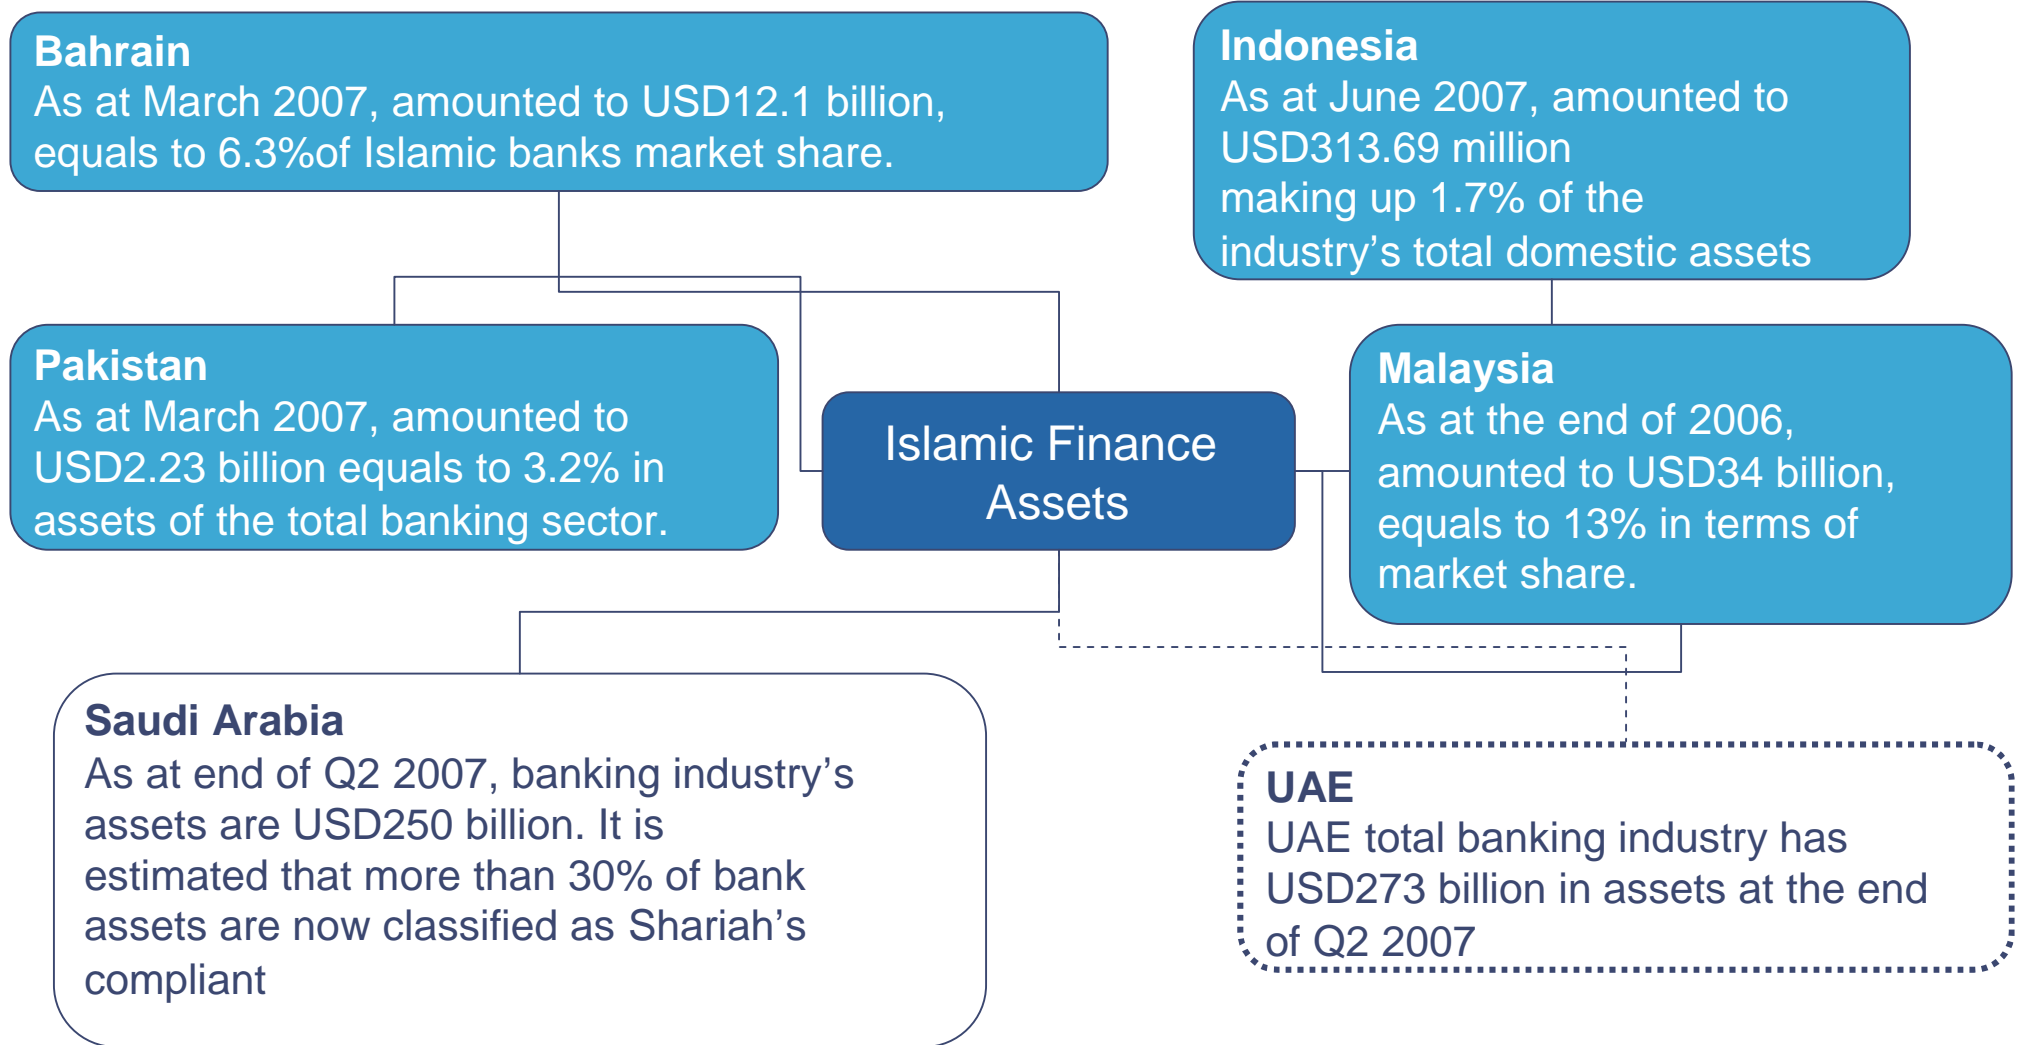 Bahrain
As at March 2007, amounted to USD12.1 billion,
equals to 6.3%of Islamic banks market share.
Indonesia
As at June 2007, amounted to
USD313.69 million
making up 1.7% of the
industry’s total domestic assets
Pakistan
As at March 2007, amounted to
USD2.23 billion equals to 3.2% in
assets of the total banking sector.
Islamic Finance
Assets
Malaysia
As at the end of 2006,
amounted to USD34 billion,
equals to 13% in terms of
market share.
Saudi Arabia
As at end of Q2 2007, banking industry’s
assets are USD250 billion. It is
estimated that more than 30% of bank
assets are now classified as Shariah’s
compliant
UAE
UAE total banking industry has
USD273 billion in assets at the end
of Q2 2007